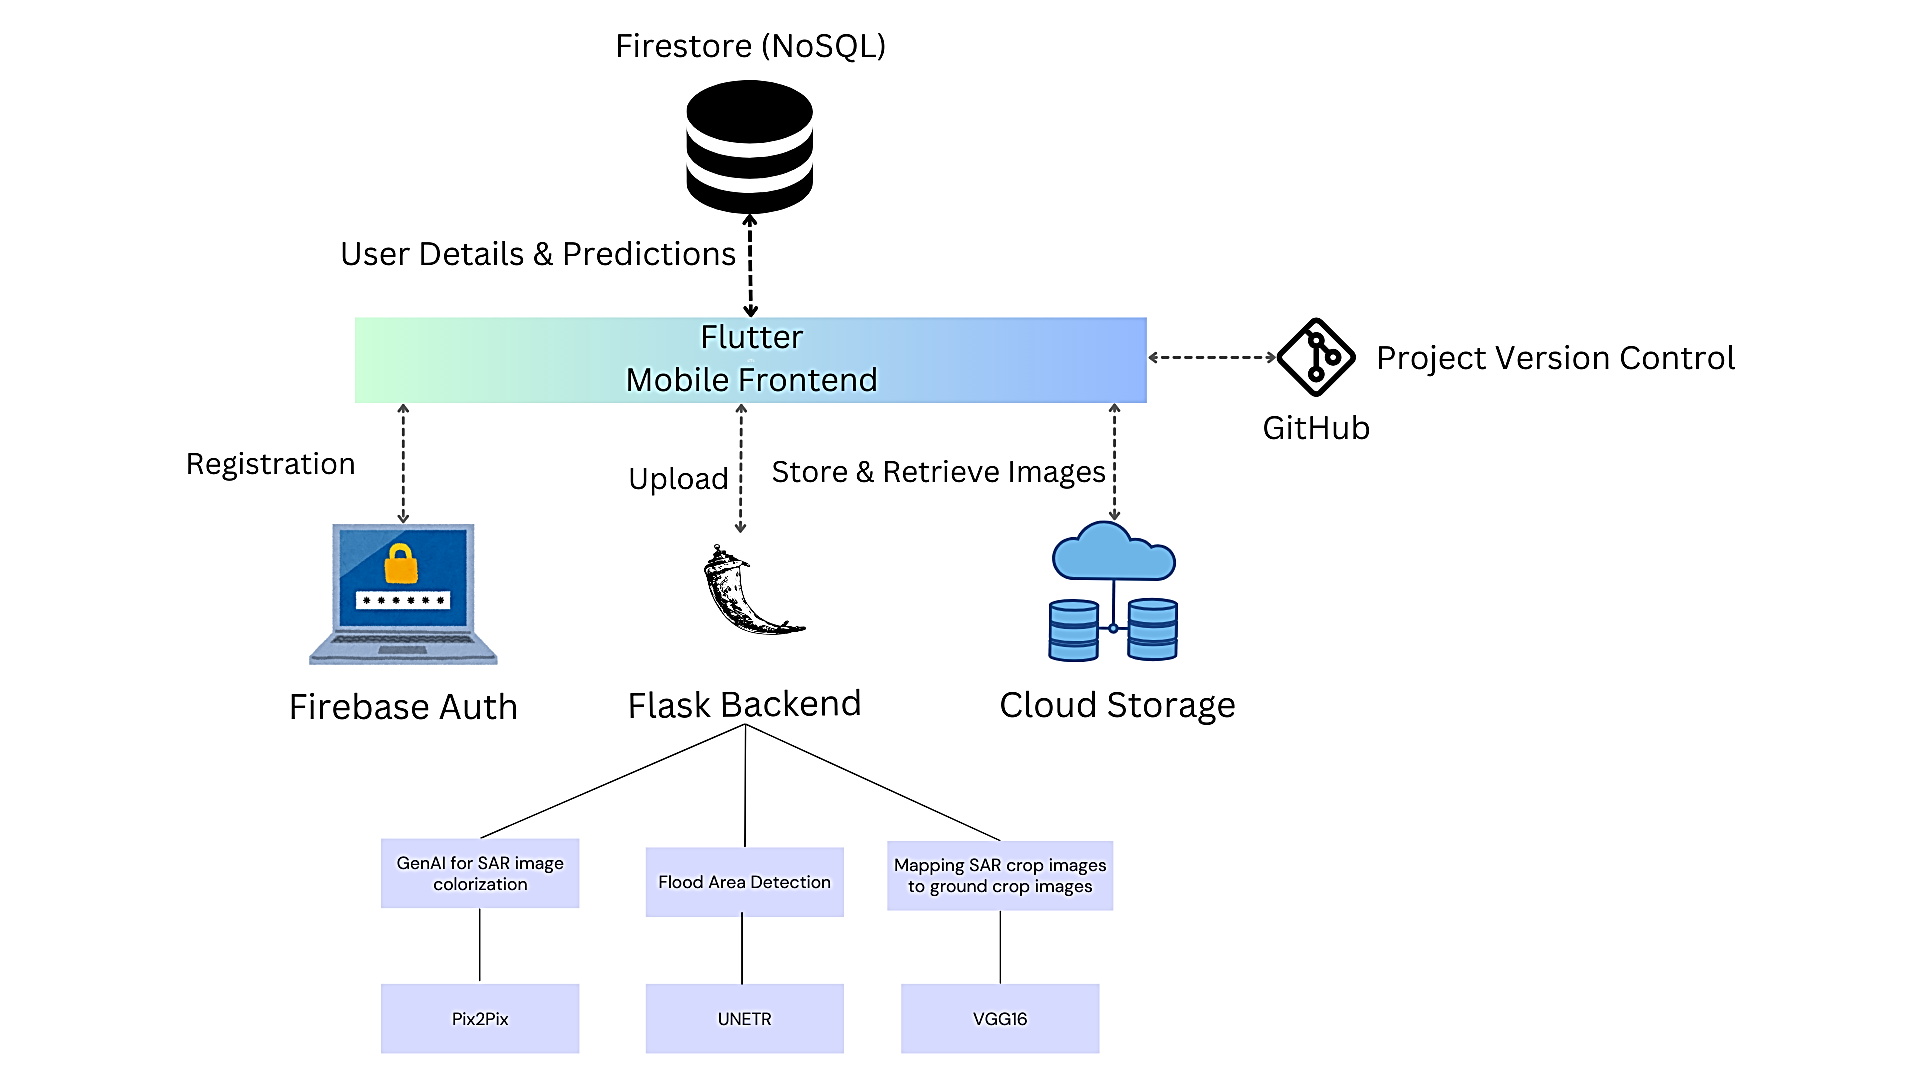 Firestore (NoSQL)
User Details & Predictions
Flutter
Mobile Frontend
Project Version Control
GitHub
Registration
Upload
Store & Retrieve Images
Firebase Auth
Flask Backend
Cloud Storage
GenAI for SAR image
colorization
Flood Area Detection
Mapping SAR crop images
to ground crop images
Pix2Pix
UNETR
VGG16